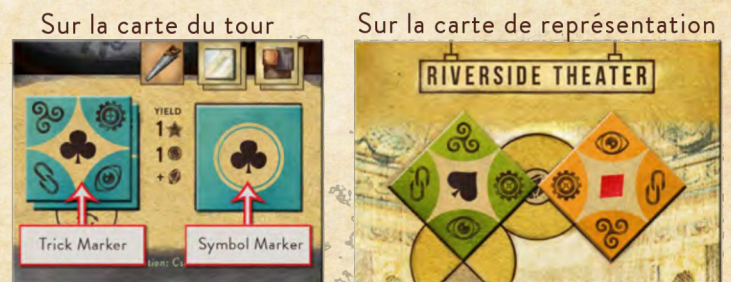 Sur la carte du tour
Sur la carte de représentation
YIELD
1
1
+
Trick Marker
Symbol Marker
RIVERSIDE THEATER